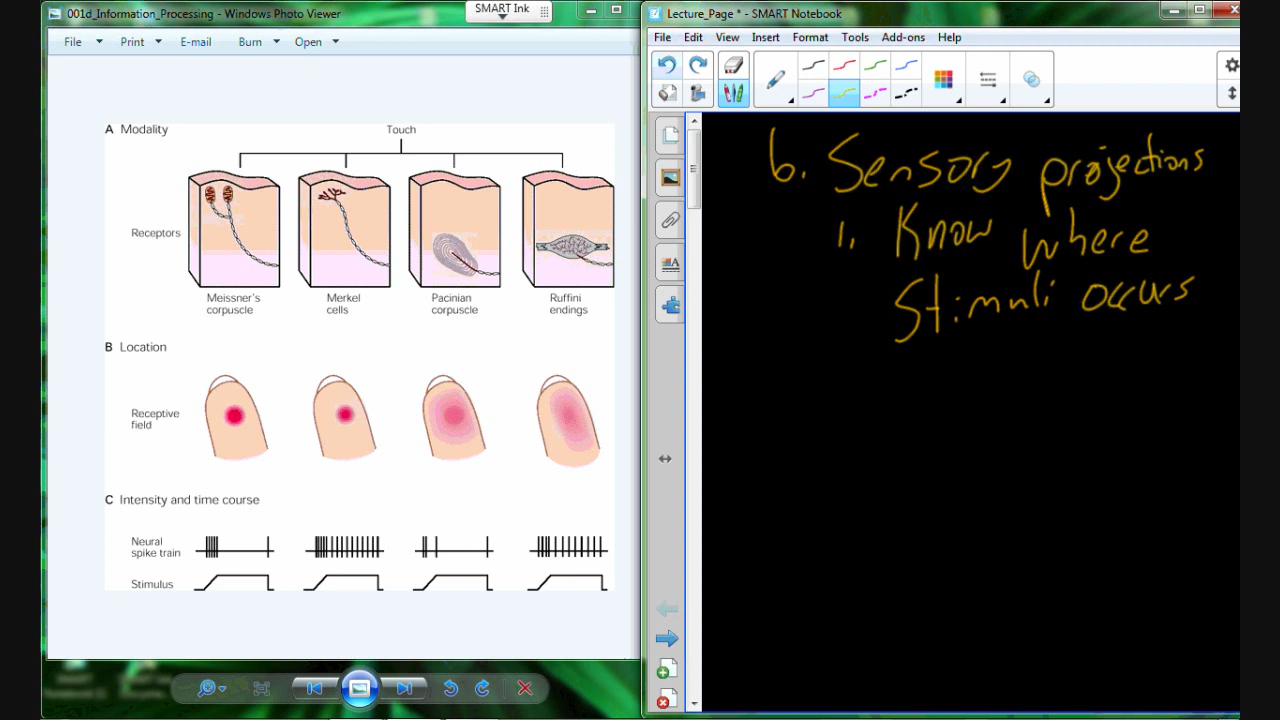 001d_Information_Processing - Windows Photo Viewer
SMART Ink
File Print E-mail Burn Open
A Modality
Touch
Receptors
Meissner's corpuscle
Merkel cells
Pacinian corpuscle
Ruffini endings
B Location
Receptive field
C Intensity and time course
Neural spike train
Stimulus
Lecture_Page * - SMART Notebook
File Edit View Insert Format Tools Add-ons Help
6. Sensory projections
1. Know where
Stimuli occurs